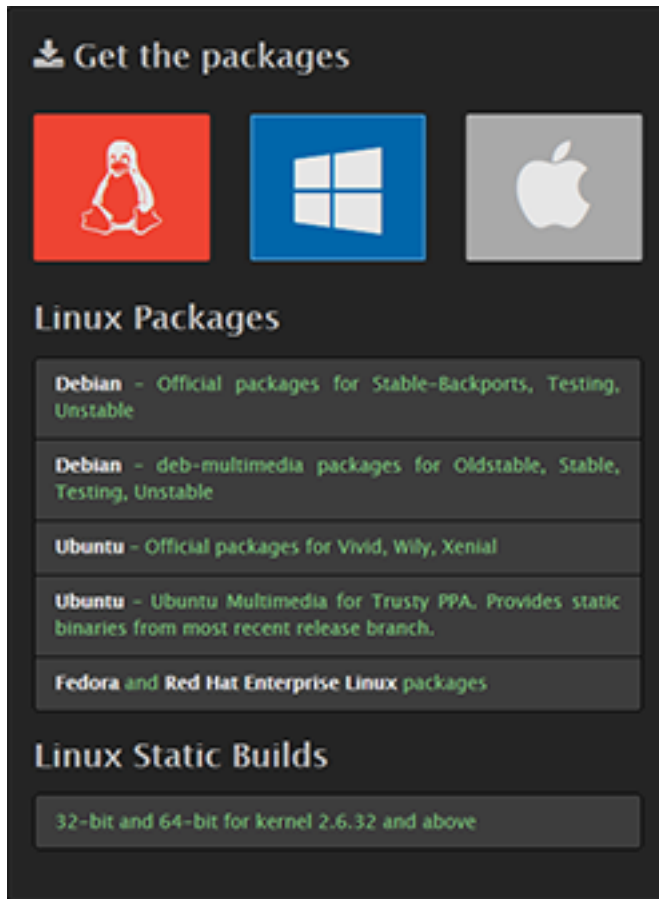 Get the packages
Linux Packages
Debian – Official packages for Stable-Backports, Testing,
Unstable
Debian – deb-multimedia packages for Oldstable, Stable,
Testing, Unstable
Ubuntu – Official packages for Vivid, Wily, Xenial
Ubuntu – Ubuntu Multimedia for Trusty PPA. Provides static
binaries from most recent release branch.
Fedora and Red Hat Enterprise Linux packages
Linux Static Builds
32-bit and 64-bit for kernel 2.6.32 and above